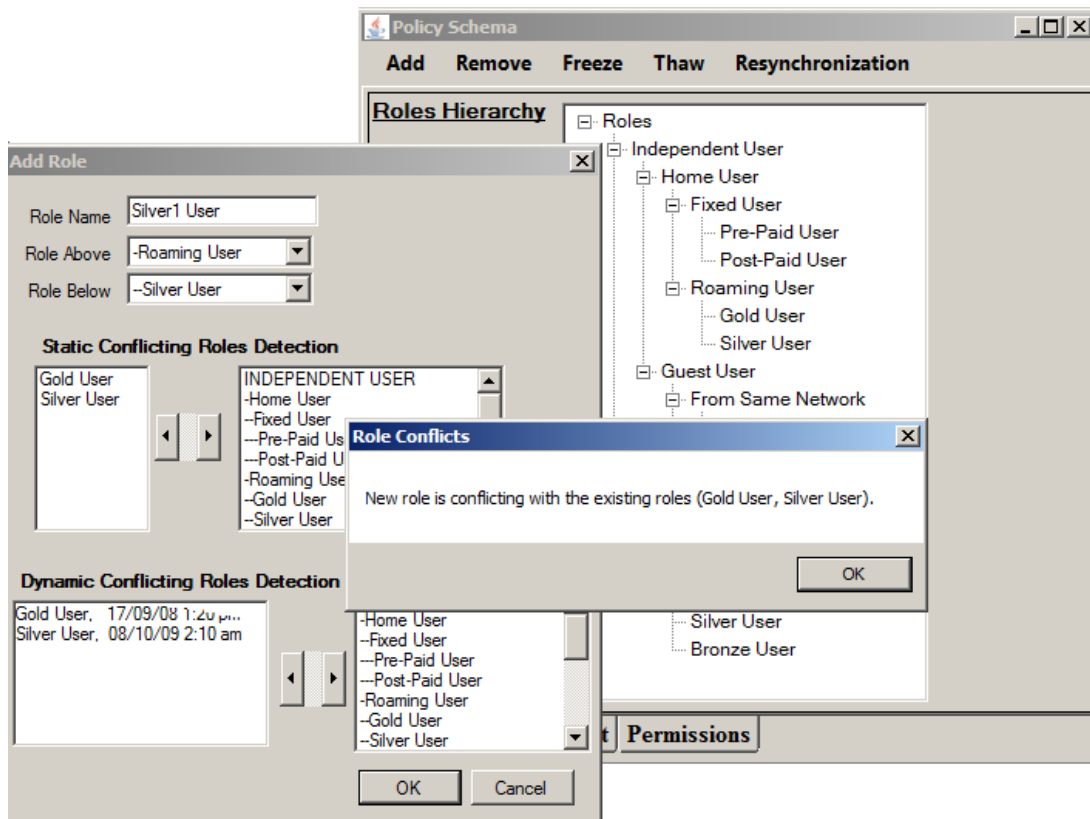 Policy Schema
Add Remove Freeze Thaw Resynchronization
Roles Hierarchy
Roles
Independent User
Home User
Fixed User
Pre-Paid User
Post-Paid User
Roaming User
Gold User
Silver User
Guest User
From Same Network
Silver User
Bronze User
Permissions
Add Role
Role Name Silver1 User
Role Above -Roaming User
Role Below --Silver User
Static Conflicting Roles Detection
Gold User
Silver User
INDEPENDENT USER
-Home User
--Fixed User
---Pre-Paid Us
---Post-Paid U
-Roaming Use
--Gold User
--Silver User
Dynamic Conflicting Roles Detection
Gold User, 17/09/08 1:20
Silver User, 08/10/09 2:10 am
-Home User
--Fixed User
---Pre-Paid User
---Post-Paid User
-Roaming User
--Gold User
--Silver User
OK Cancel
Role Conflicts
New role is conflicting with the existing roles (Gold User, Silver User).
OK